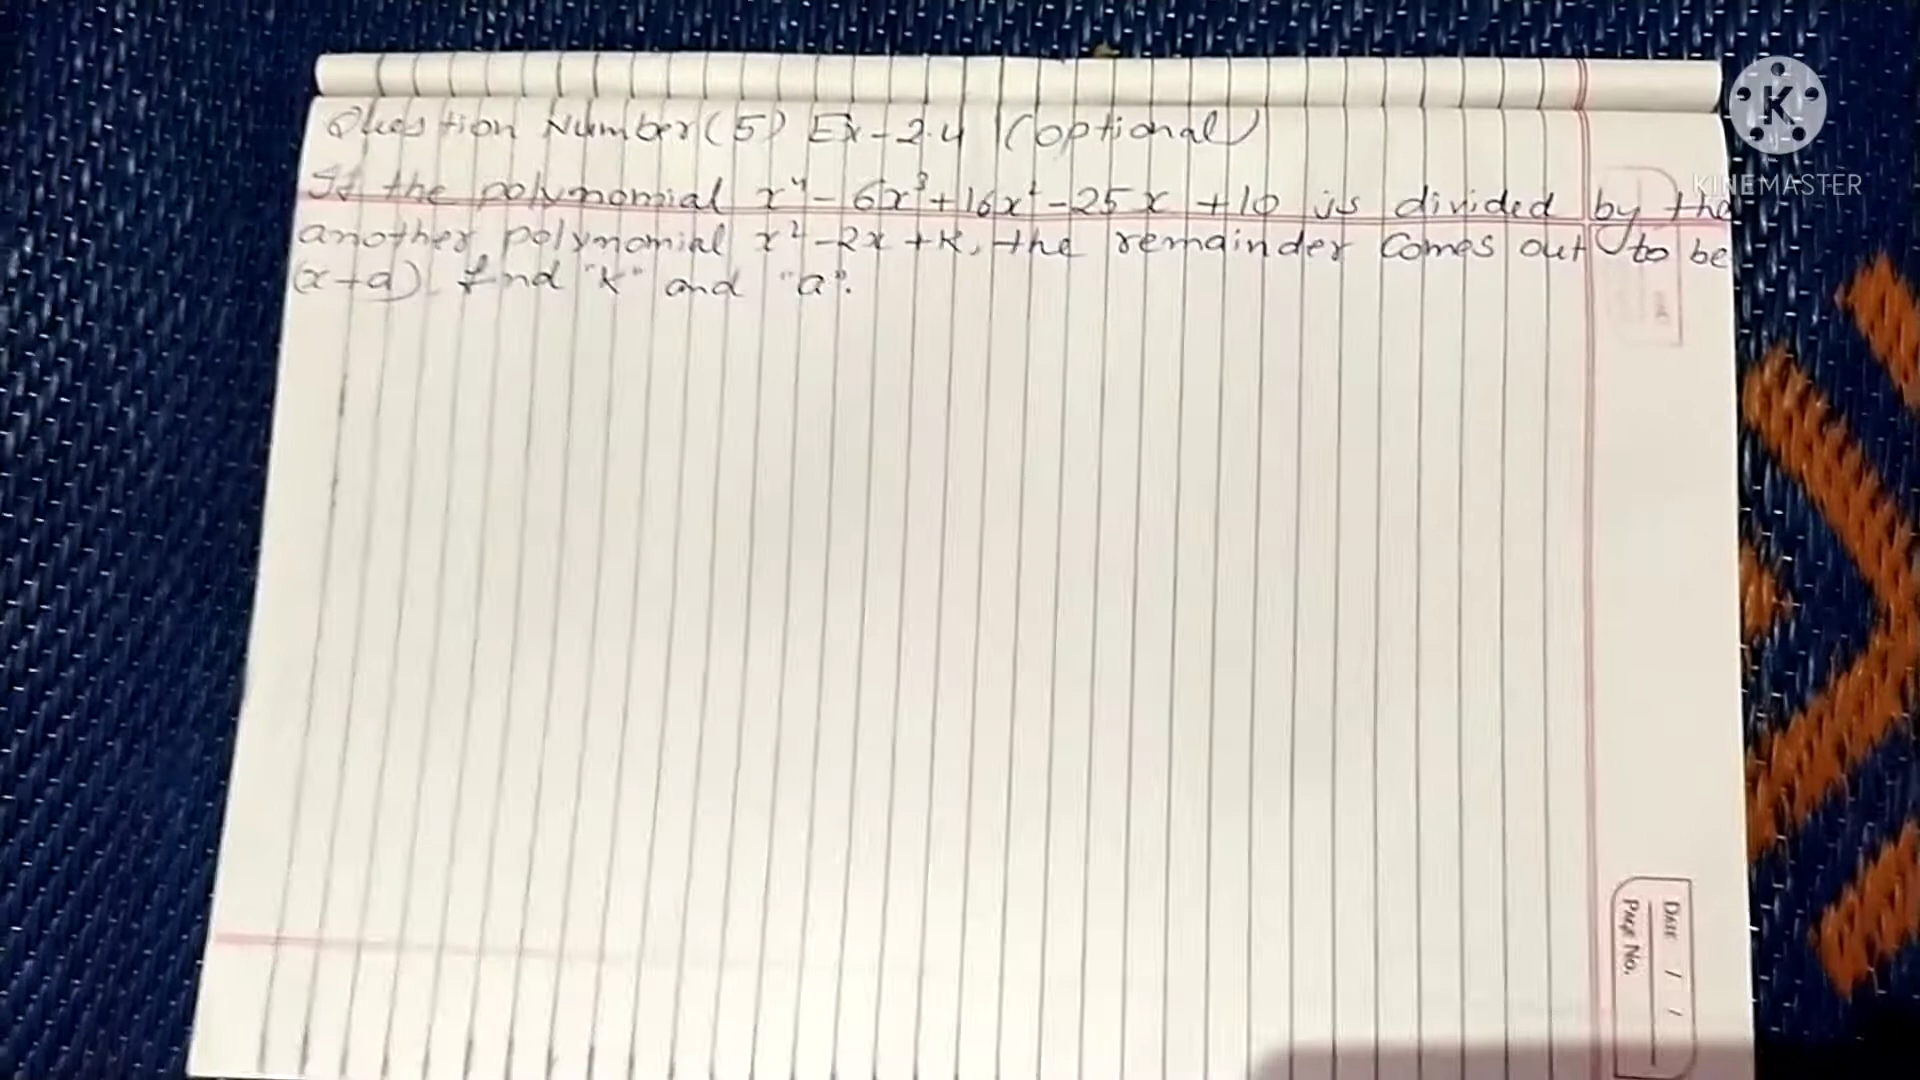 Question Number (5) Ex-2.4 (optional)
If the polynomial x⁴-6x³+16x²-25x+10 is divided by the
another polynomial x²-2x+k, the remainder comes out to be
(x+a). find "k" and "a".
K
KINEMASTER
DATE / /
PAGE NO.